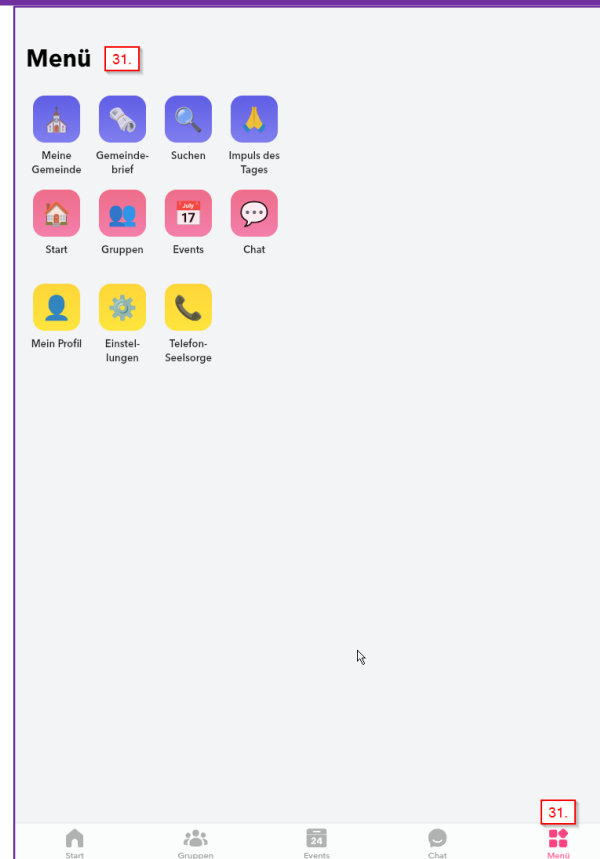 Menü 31.
Meine Gemeinde- Suchen Impuls des
Gemeinde brief Tages
July
17
Start Gruppen Events Chat
Mein Profil Einstel- Telefon-
lungen Seelsorge
31.
24
Start Gruppen Events Chat Menü